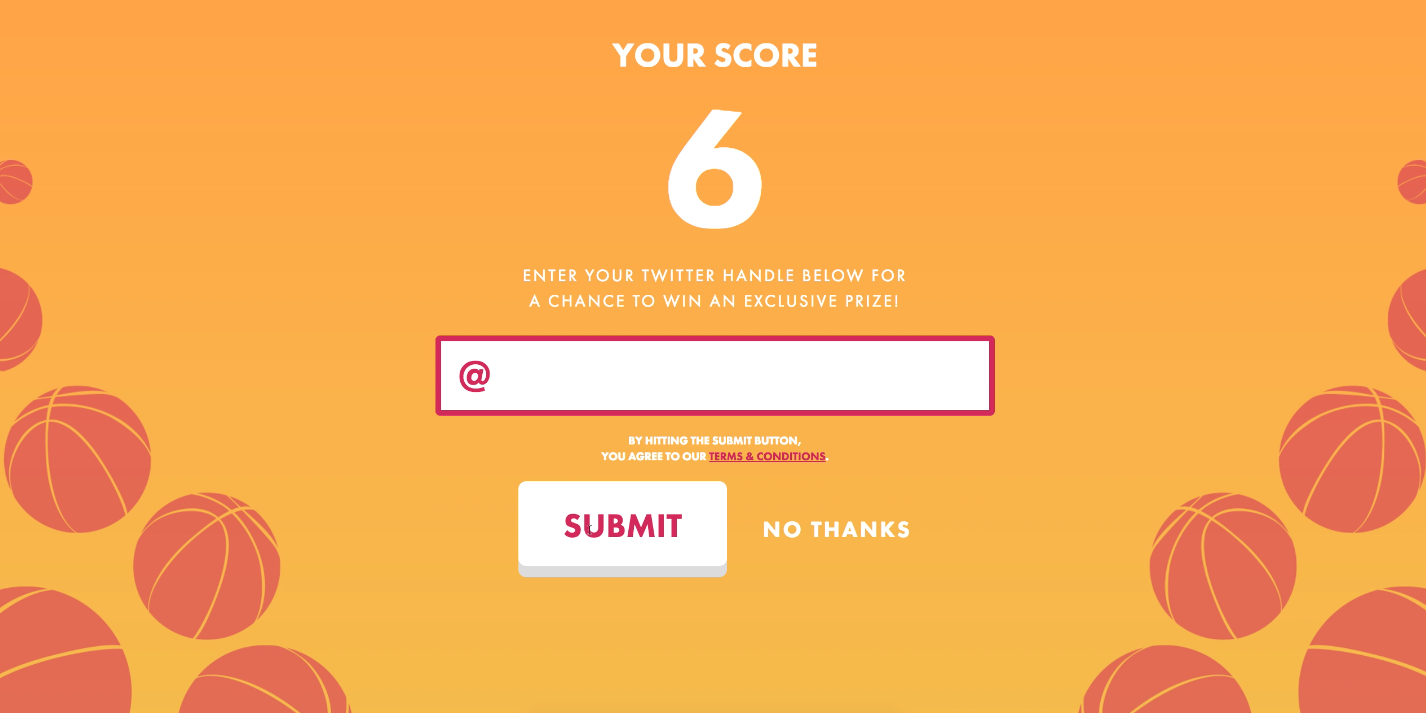 YOUR SCORE
6
ENTER YOUR TWITTER HANDLE BELOW FOR
A CHANCE TO WIN AN EXCLUSIVE PRIZE!
@
BY HITTING THE SUBMIT BUTTON,
YOU AGREE TO OUR TERMS & CONDITIONS.
SUBMIT
NO THANKS